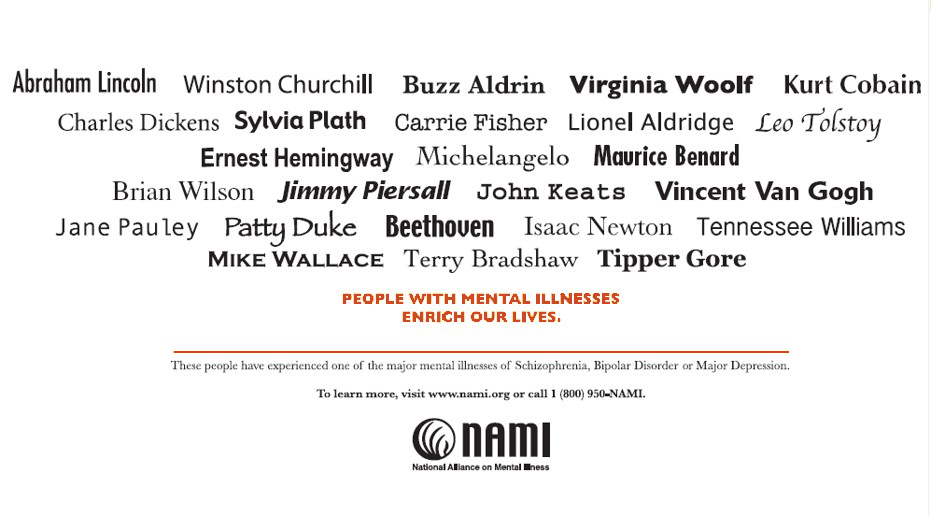 Abraham Lincoln Winston Churchill Buzz Aldrin Virginia Woolf Kurt Cobain
Charles Dickens Sylvia Plath Carrie Fisher Lionel Aldridge Leo Tolstoy
Ernest Hemingway Michelangelo Maurice Benard
Brian Wilson Jimmy Piersall John Keats Vincent Van Gogh
Jane Pauley Patty Duke Beethoven Isaac Newton Tennessee Williams
MIKE WALLACE Terry Bradshaw Tipper Gore
PEOPLE WITH MENTAL ILLNESSES
ENRICH OUR LIVES.
These people have experienced one of the major mental illnesses of Schizophrenia, Bipolar Disorder or Major Depression.
To learn more, visit www.nami.org or call 1 (800) 950-NAMI.
NAMI
National Alliance on Mental Illness